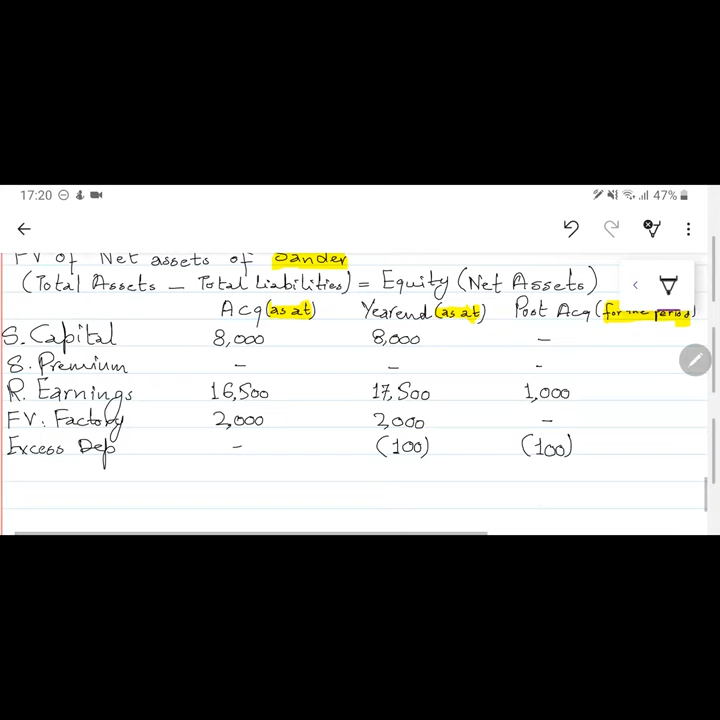 17:20 47%
FV of Net assets of Sander
(Total Assets - Total Liabilities) = Equity (Net Assets)
Acq (as at) Yearend (as at) Post Acq (for the period)
S. Capital 8,000 8,000 -
S. Premium - - -
R. Earnings 16,500 17,500 1,000
FV: Factory 2,000 2,000 -
Excess Dep - (100) (100)